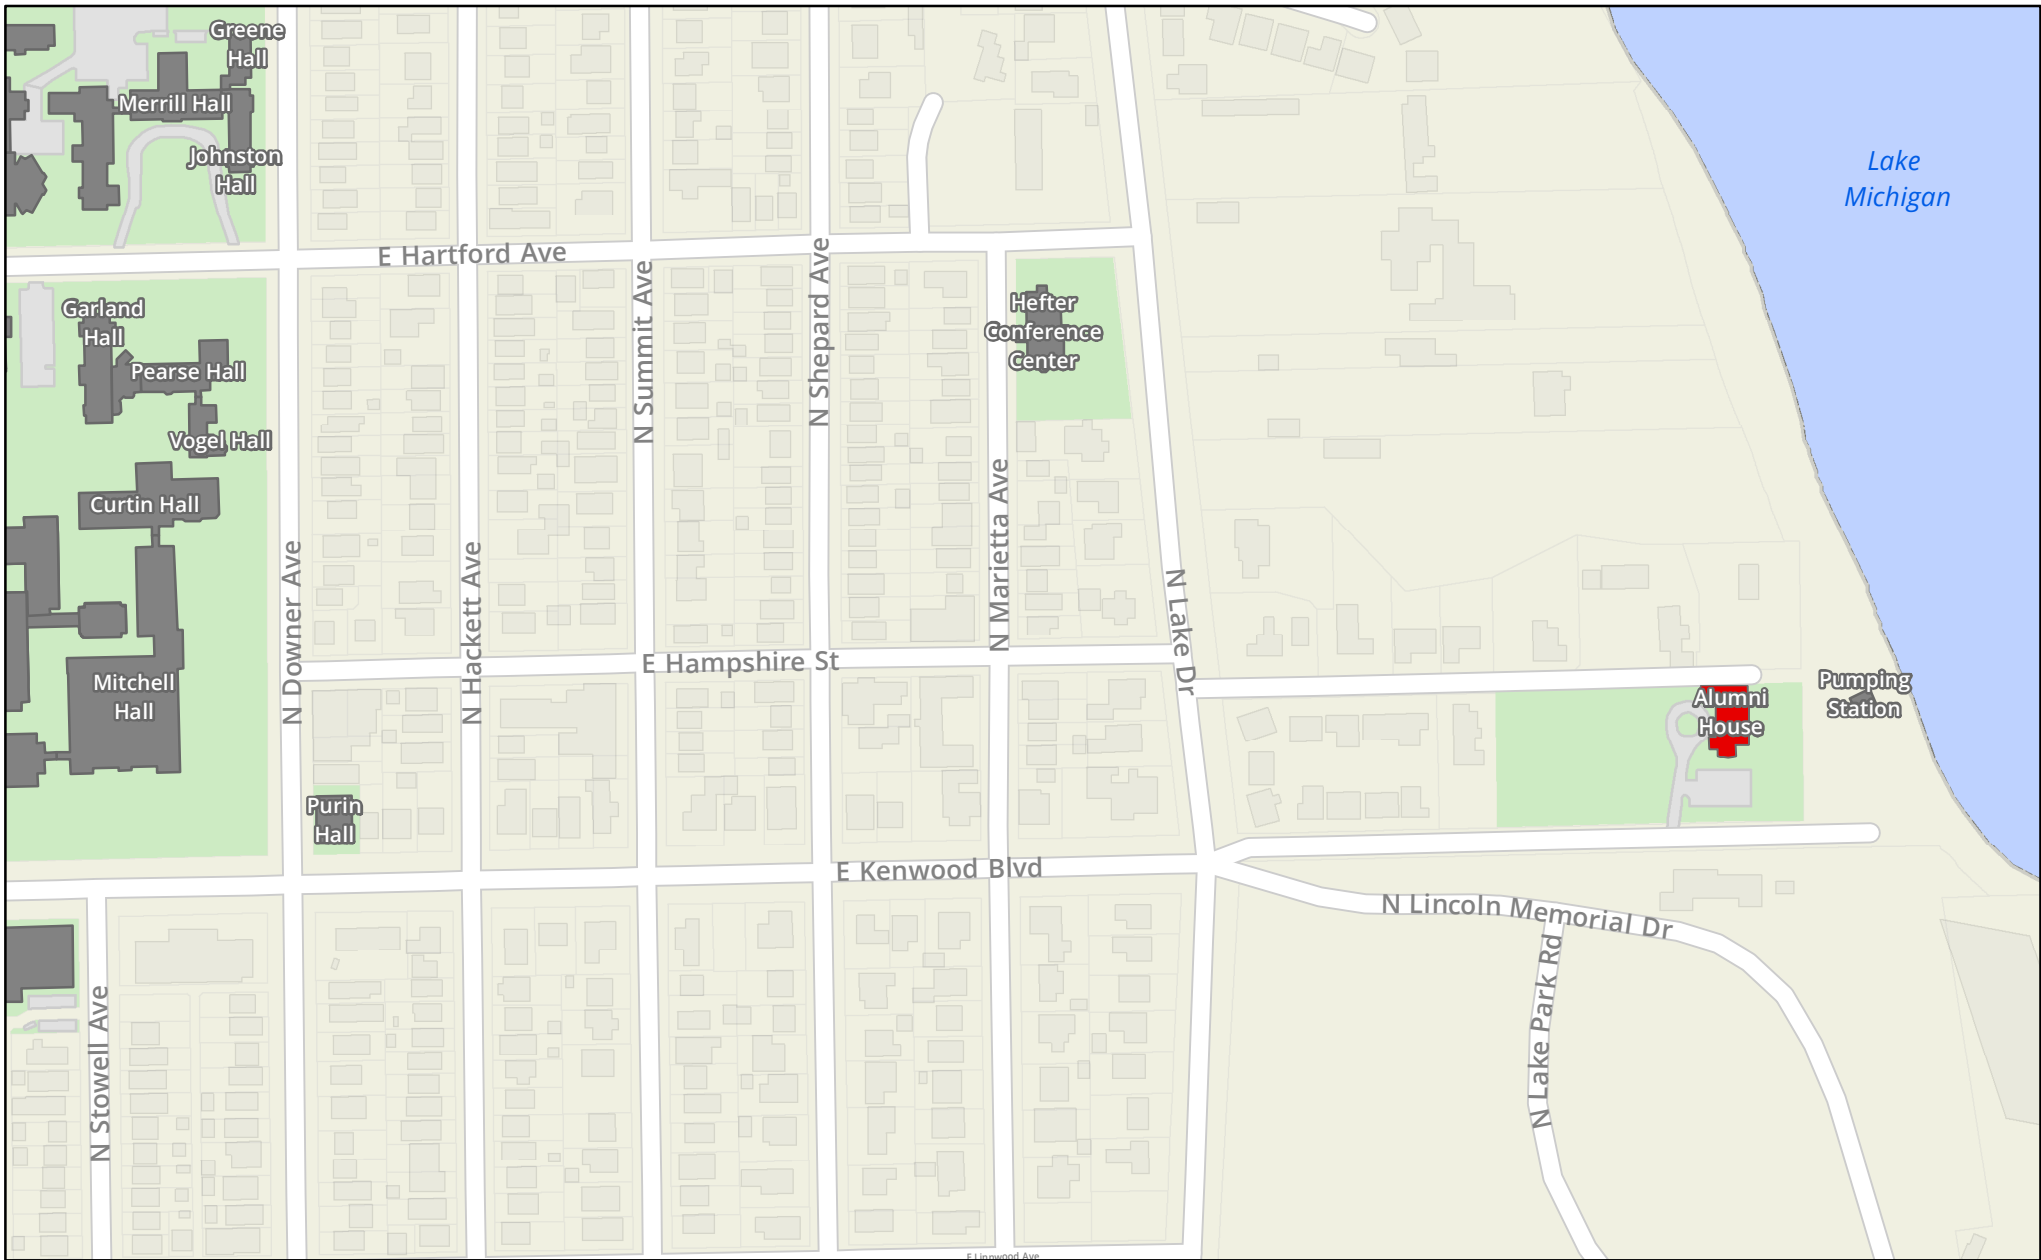 Greene
Hall
Merrill Hall
Johnston
Hall
Lake
Michigan
E Hartford Ave
Garland
Hall
Pearse Hall
Vogel Hall
N Summit Ave
N Shepard Ave
Hefter
Conference
Center
Curtin Hall
N Downer Ave
N Hackett Ave
N Marietta Ave
N Lake Dr
E Hampshire St
Mitchell
Hall
Alumni
House
Pumping
Station
Purin
Hall
E Kenwood Blvd
N Lincoln Memorial Dr
N Lake Park Rd
N Stowell Ave
E Linnwood Ave